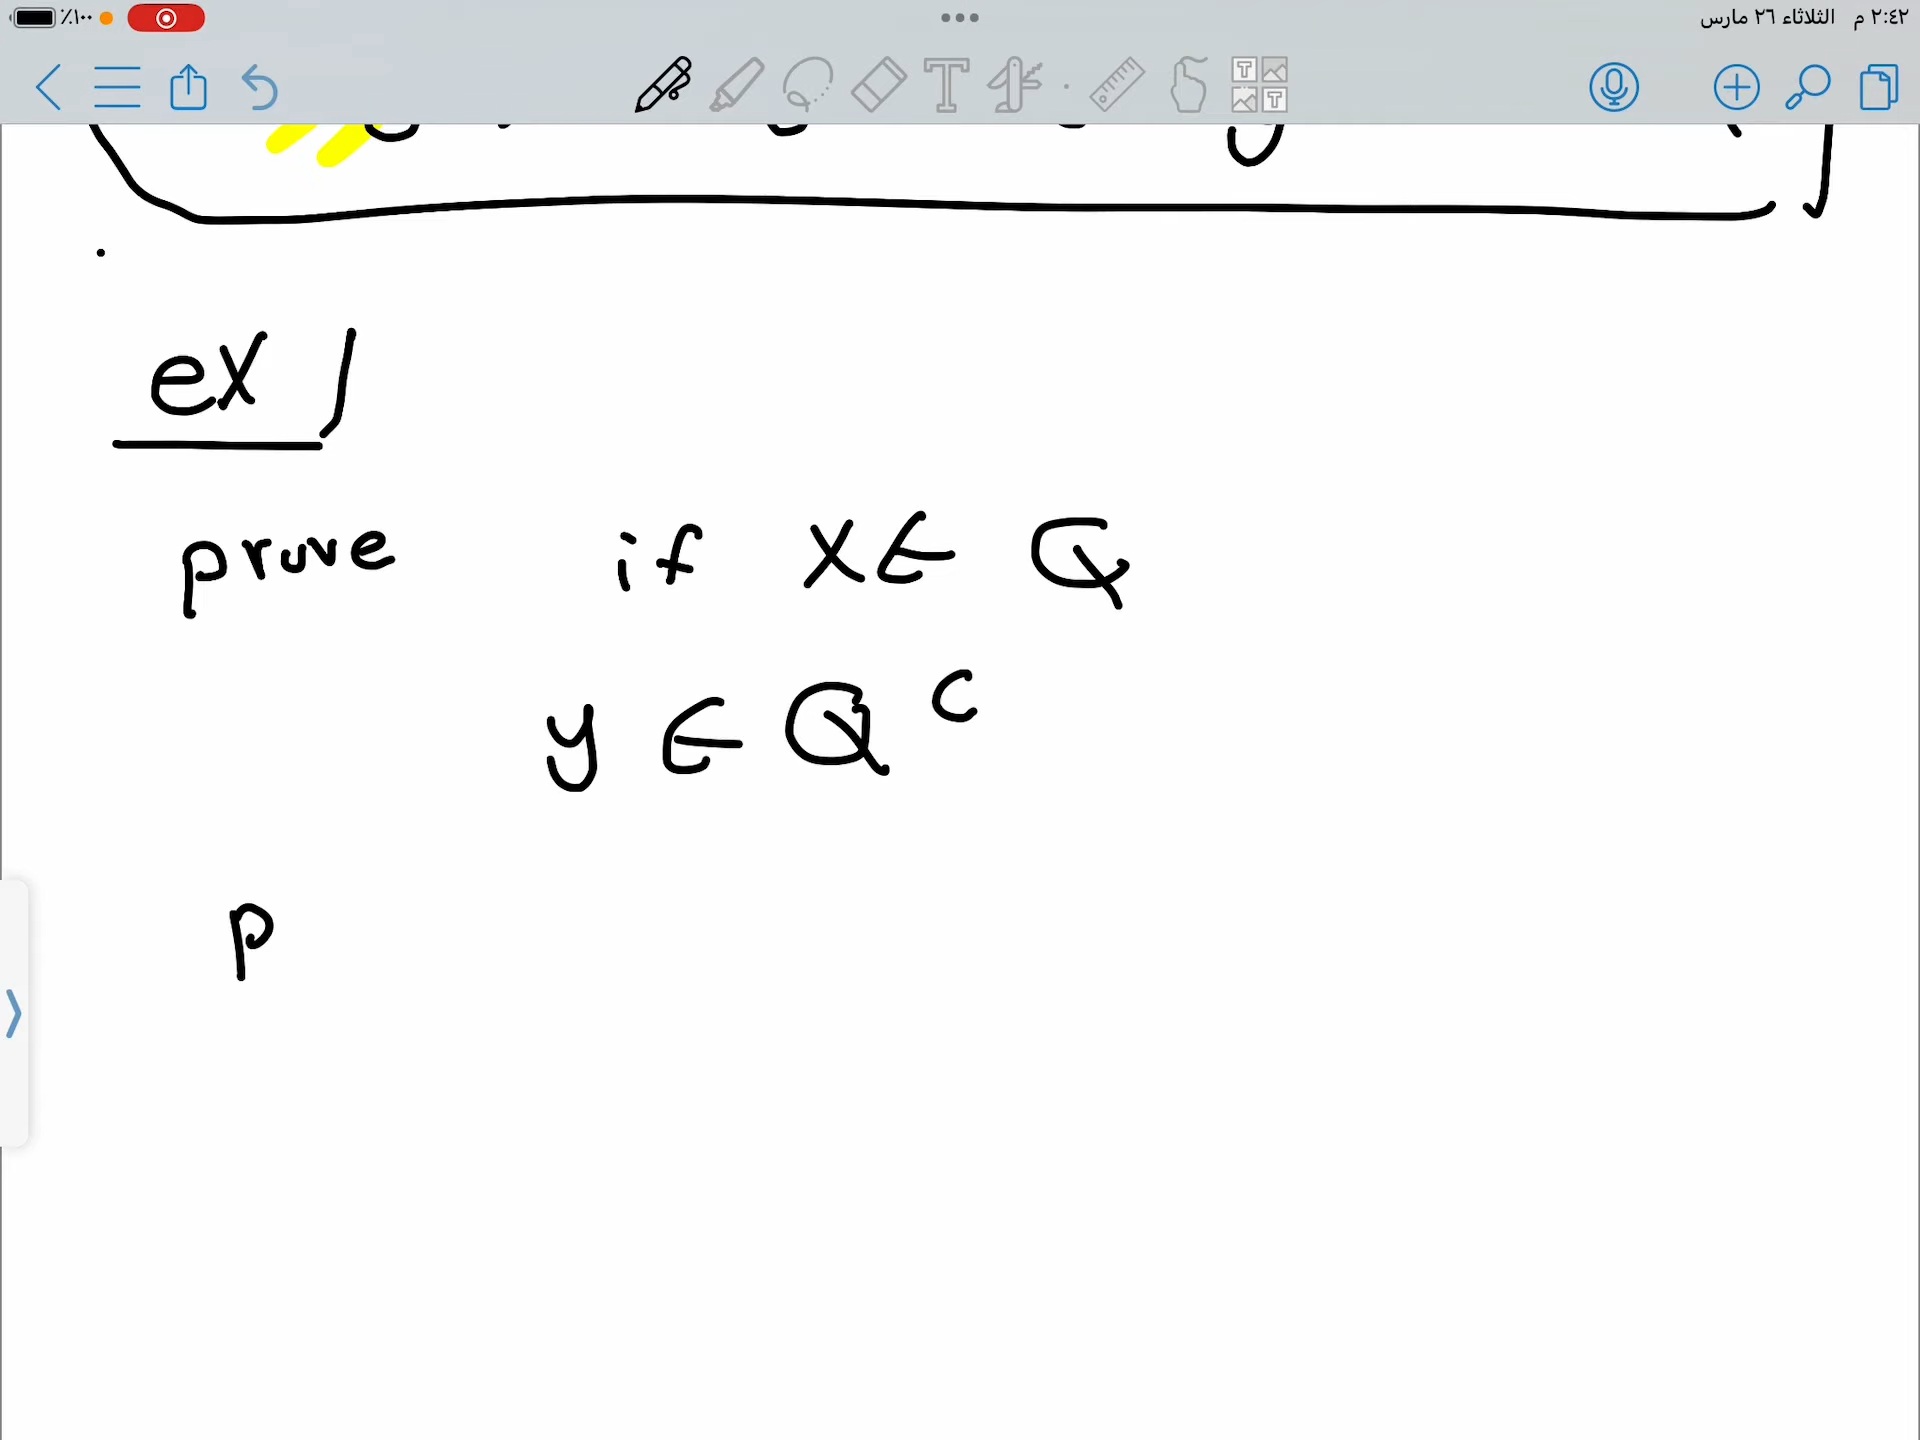 ٪١٠٠
٢:٤٢ م الثلاثاء ٢٦ مارس
ex
prove if x ∈ Q
y ∈ Q^c
p